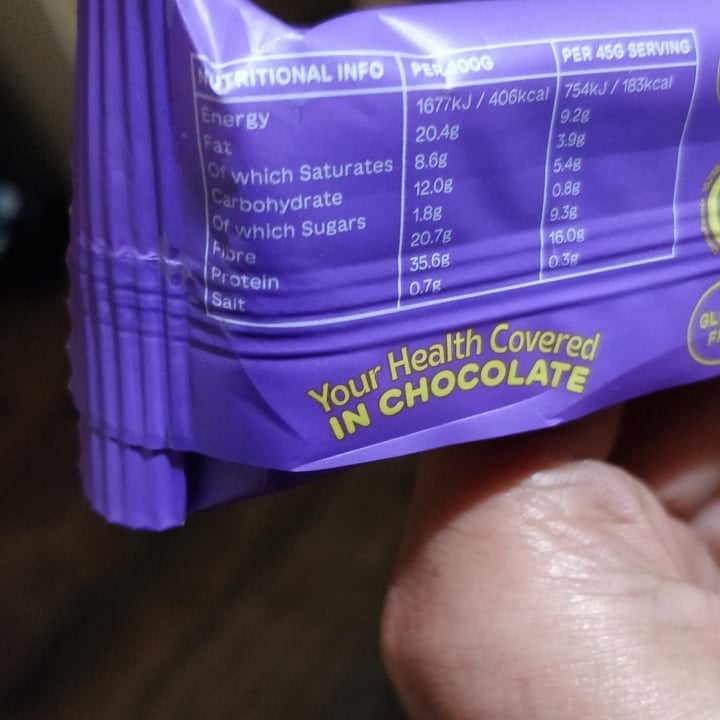 NUTRITIONAL INFO PER 100G PER 45G SERVING
Energy 1677kJ / 406kcal 754kJ / 183kcal
Fat 20.4g 9.2g
Of which Saturates 8.6g 3.9g
Carbohydrate 12.0g 5.4g
Of which Sugars 1.8g 0.8g
Fibre 20.7g 9.3g
Protein 35.6g 16.0g
Salt 0.7g 0.3g
Your Health Covered
IN CHOCOLATE